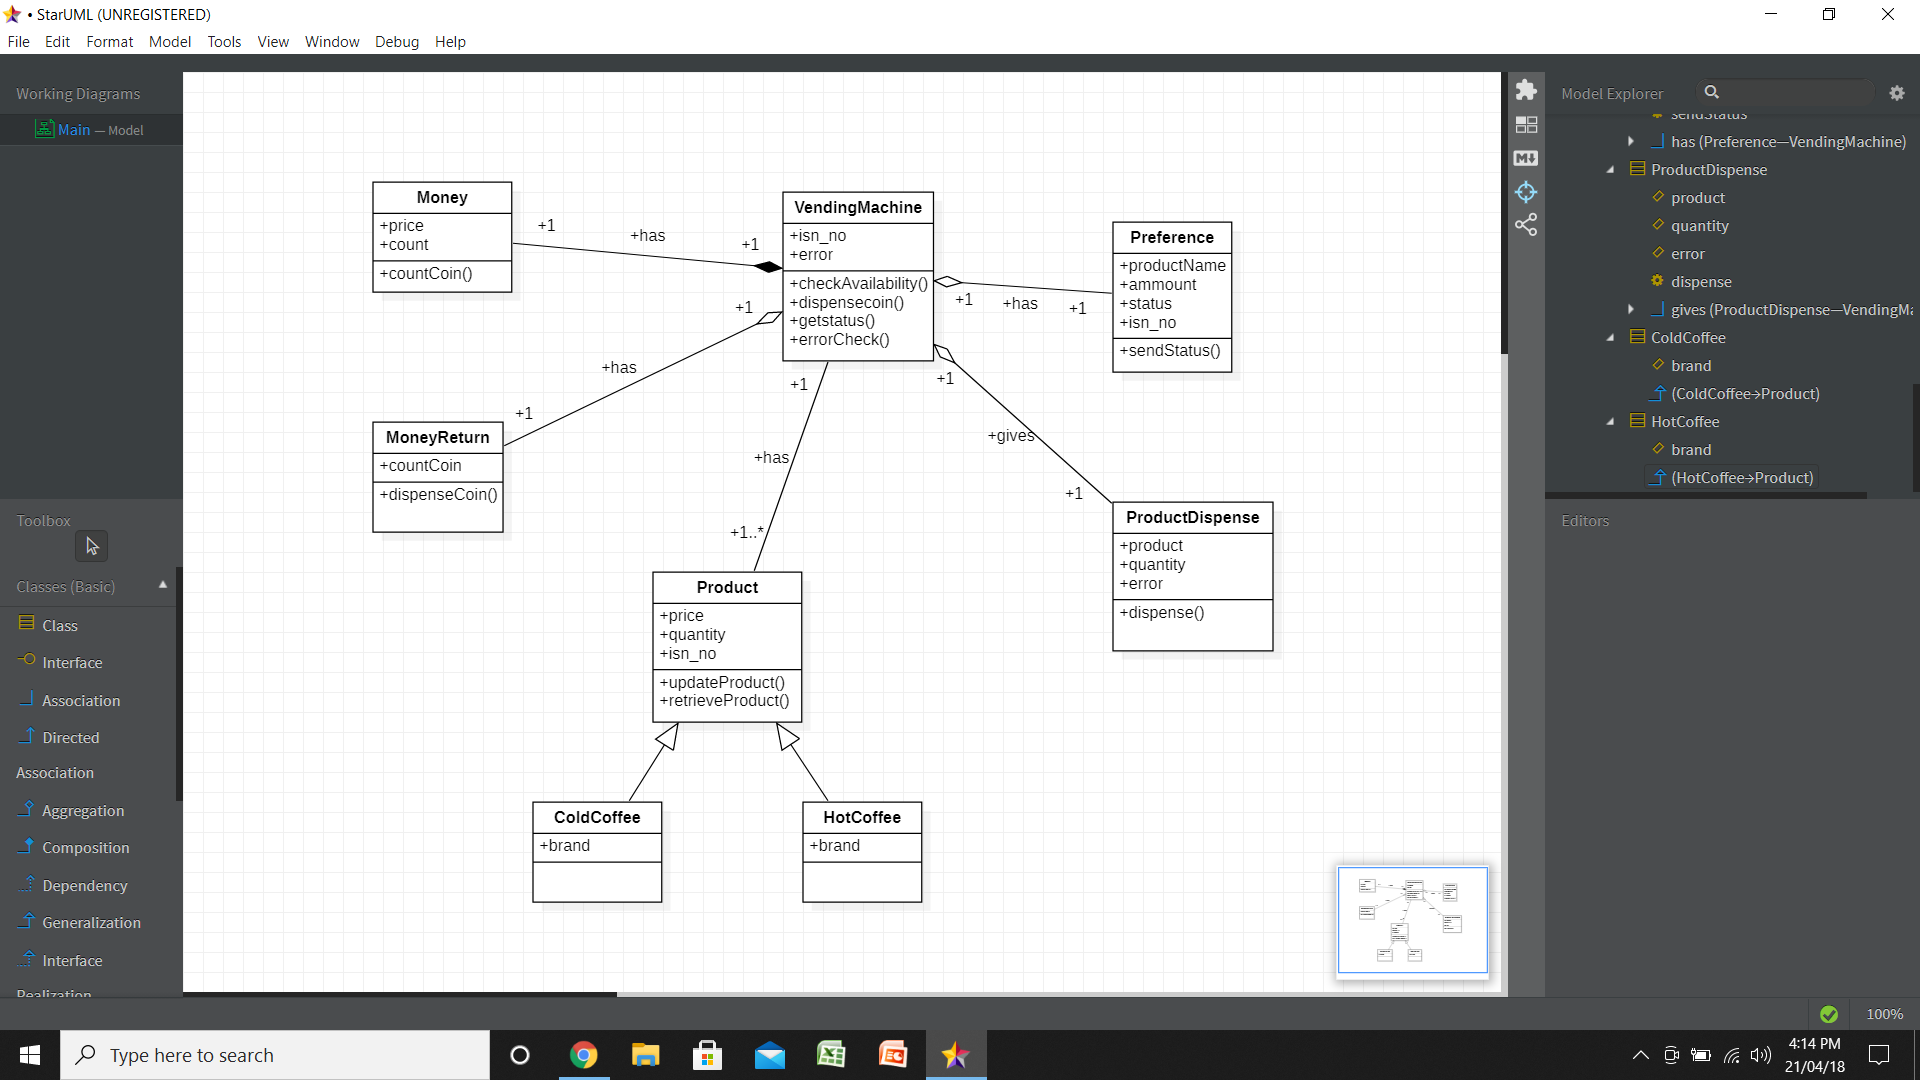 • StarUML (UNREGISTERED)
File Edit Format Model Tools View Window Debug Help
Working Diagrams
Main — Model
Toolbox
Classes (Basic)
Class
Interface
Association
Directed
Association
Aggregation
Composition
Dependency
Generalization
Interface
Realization
Money
+price
+count
+countCoin()
+1
+has
+1
VendingMachine
+isn_no
+error
+checkAvailability()
+dispensecoin()
+getstatus()
+errorCheck()
+1
+has
+1
Preference
+productName
+ammount
+status
+isn_no
+sendStatus()
+1
+has
+1
MoneyReturn
+countCoin
+dispenseCoin()
+1
+has
+1..*
+1
+gives
+1
ProductDispense
+product
+quantity
+error
+dispense()
Product
+price
+quantity
+isn_no
+updateProduct()
+retrieveProduct()
ColdCoffee
+brand
HotCoffee
+brand
Model Explorer
sendStatus
has (Preference—VendingMachine)
ProductDispense
product
quantity
error
dispense
gives (ProductDispense—VendingMa
ColdCoffee
brand
(ColdCoffee→Product)
HotCoffee
brand
(HotCoffee→Product)
Editors
100%
Type here to search
4:14 PM
21/04/18